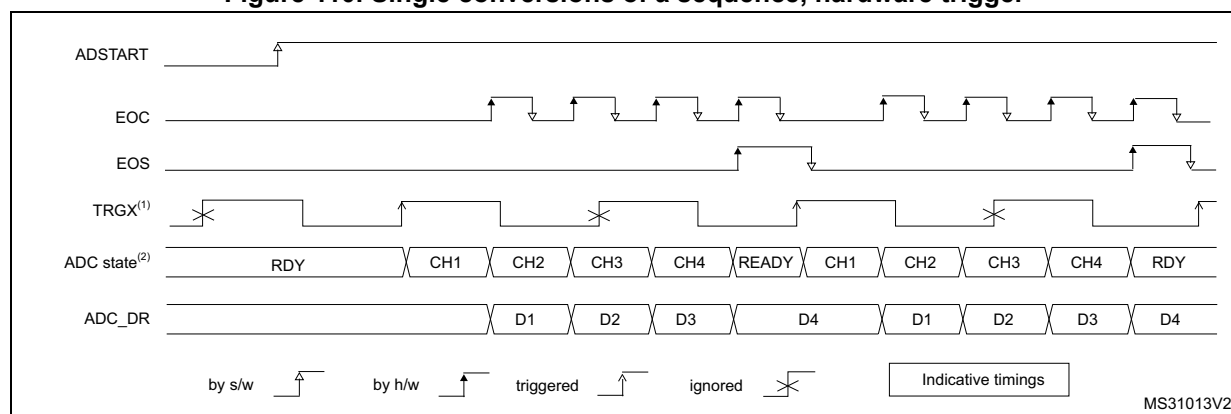 Figure 110. Single conversions of a sequence, hardware trigger
ADSTART
EOC
EOS
TRGX(1)
ADC state(2) RDY CH1 CH2 CH3 CH4 READY CH1 CH2 CH3 CH4 RDY
ADC_DR D1 D2 D3 D4 D1 D2 D3 D4
by s/w by h/w triggered ignored Indicative timings
MS31013V2